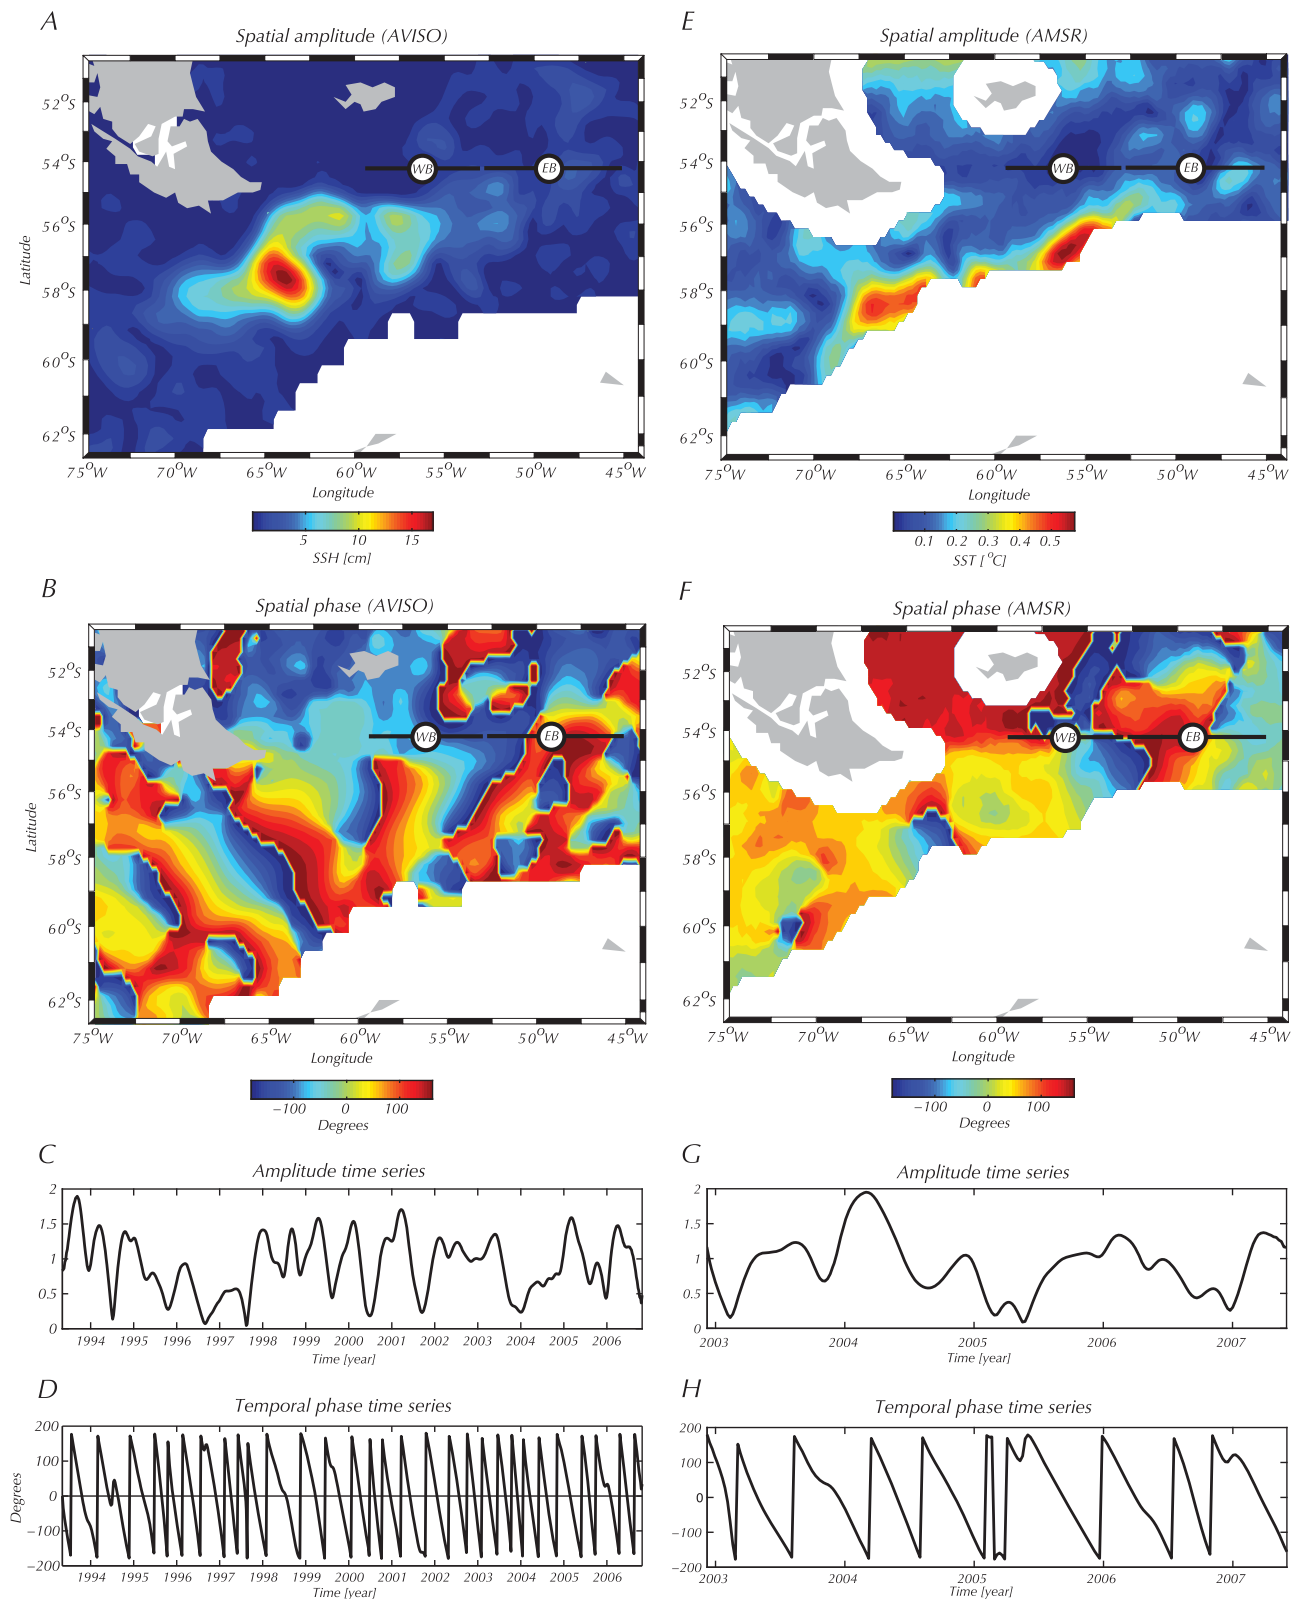 A
Spatial amplitude (AVISO)
52°S
54°S
56°S
58°S
60°S
62°S
Latitude
WB
EB
75°W 70°W 65°W 60°W 55°W 50°W 45°W
Longitude
5 10 15
SSH [cm]
E
Spatial amplitude (AMSR)
52°S
54°S
56°S
58°S
60°S
62°S
WB
EB
75°W 70°W 65°W 60°W 55°W 50°W 45°W
Longitude
0.1 0.2 0.3 0.4 0.5
SST [°C]
B
Spatial phase (AVISO)
52°S
54°S
56°S
58°S
60°S
62°S
Latitude
WB
EB
75°W 70°W 65°W 60°W 55°W 50°W 45°W
Longitude
−100 0 100
Degrees
F
Spatial phase (AMSR)
52°S
54°S
56°S
58°S
60°S
62°S
WB
EB
75°W 70°W 65°W 60°W 55°W 50°W 45°W
Longitude
−100 0 100
Degrees
C
Amplitude time series
2
1.5
1
0.5
0
1994 1995 1996 1997 1998 1999 2000 2001 2002 2003 2004 2005 2006
Time [year]
G
Amplitude time series
2
1.5
1
0.5
0
2003 2004 2005 2006 2007
Time [year]
D
Temporal phase time series
200
100
0
−100
−200
Degrees
1994 1995 1996 1997 1998 1999 2000 2001 2002 2003 2004 2005 2006
Time [year]
H
Temporal phase time series
200
100
0
−100
−200
2003 2004 2005 2006 2007
Time [year]